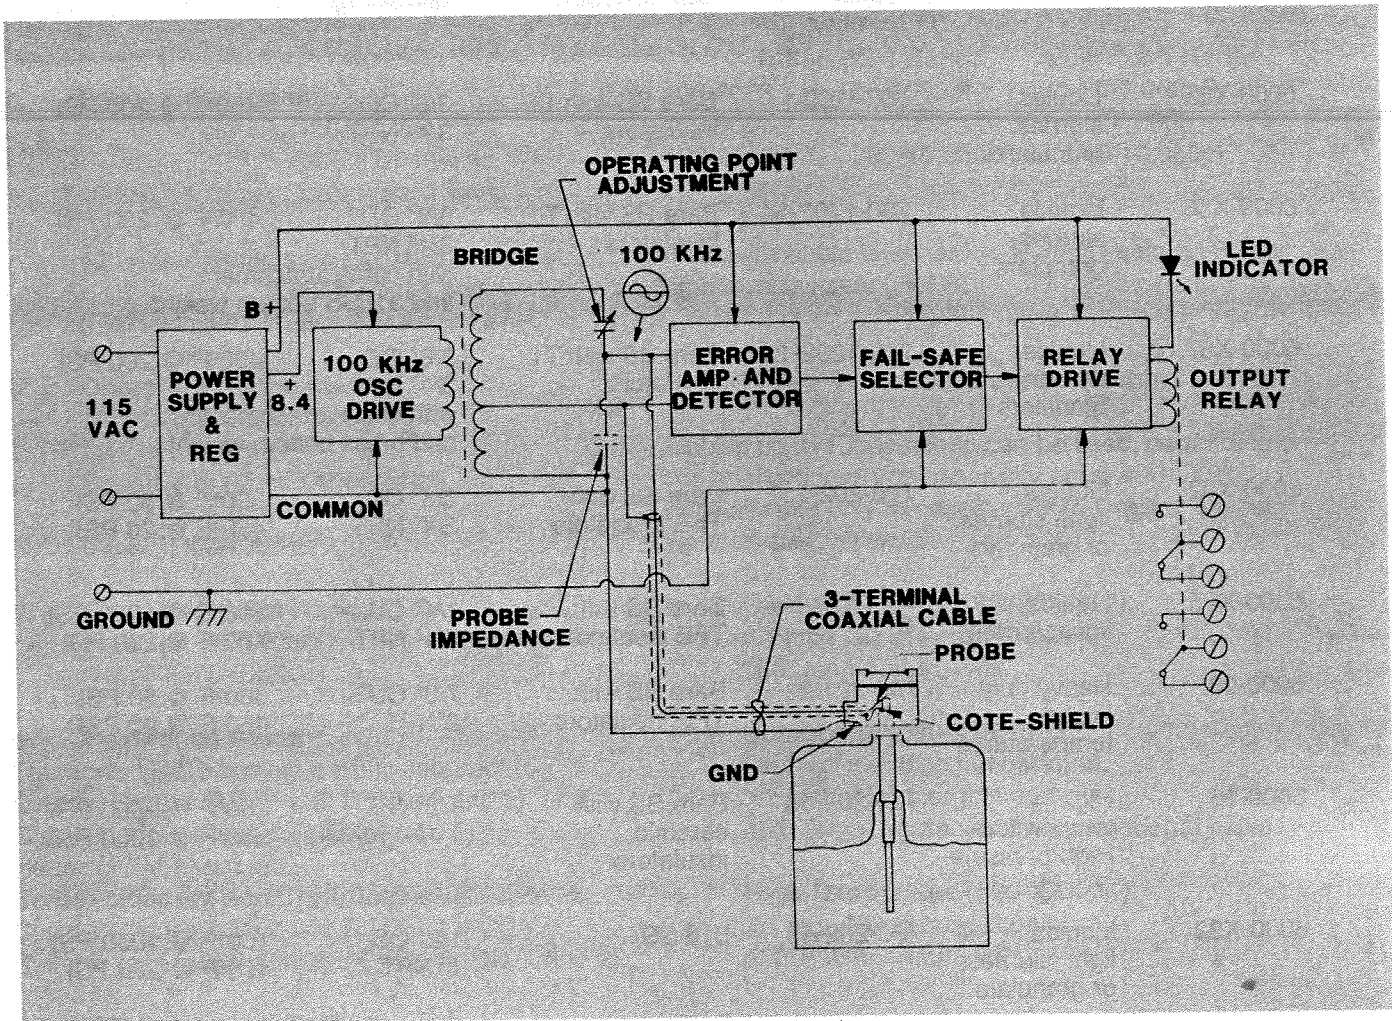 OPERATING POINT
ADJUSTMENT
BRIDGE
100 KHz
LED
INDICATOR
B+
POWER
SUPPLY
&
REG
+
8.4
100 KHz
OSC
DRIVE
ERROR
AMP AND
DETECTOR
FAIL-SAFE
SELECTOR
RELAY
DRIVE
OUTPUT
RELAY
115
VAC
COMMON
GROUND
PROBE
IMPEDANCE
3-TERMINAL
COAXIAL CABLE
PROBE
COTE-SHIELD
GND